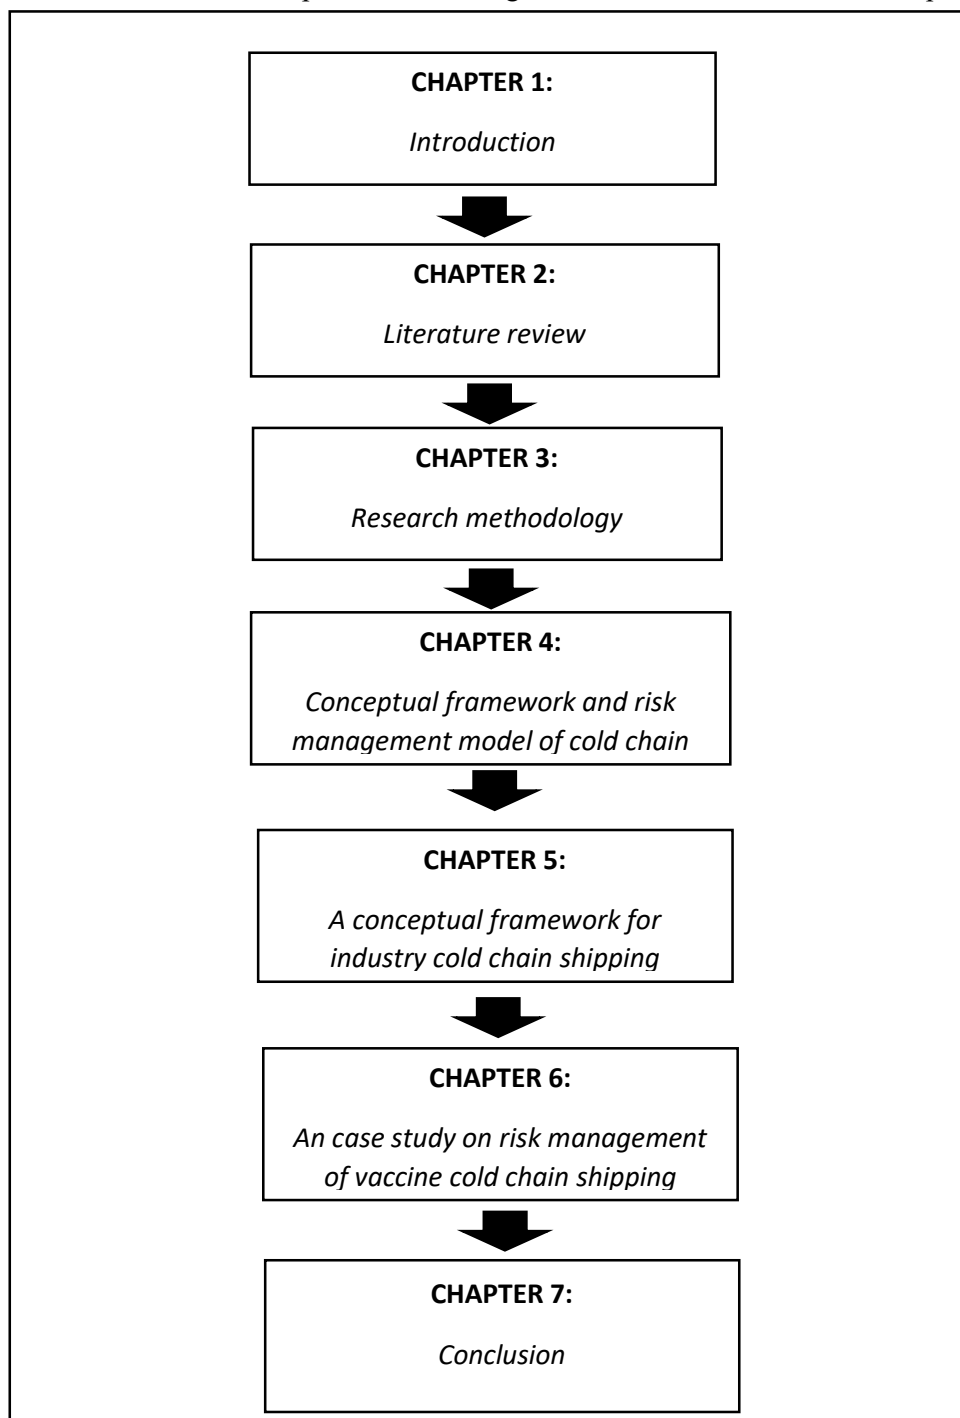 CHAPTER 1:
Introduction
CHAPTER 2:
Literature review
CHAPTER 3:
Research methodology
CHAPTER 4:
Conceptual framework and risk
management model of cold chain
CHAPTER 5:
A conceptual framework for
industry cold chain shipping
CHAPTER 6:
An case study on risk management
of vaccine cold chain shipping
CHAPTER 7:
Conclusion